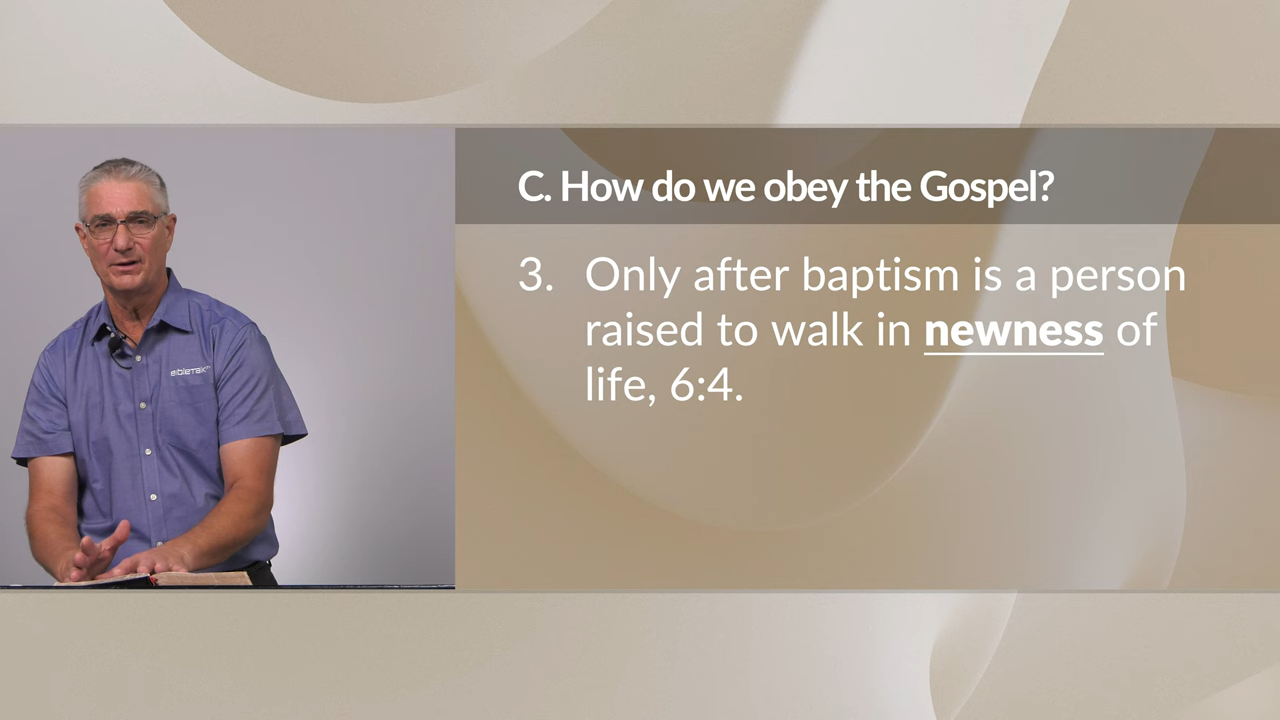 C. How do we obey the Gospel?
3. Only after baptism is a person
raised to walk in newness of
life, 6:4.
BibleTalk